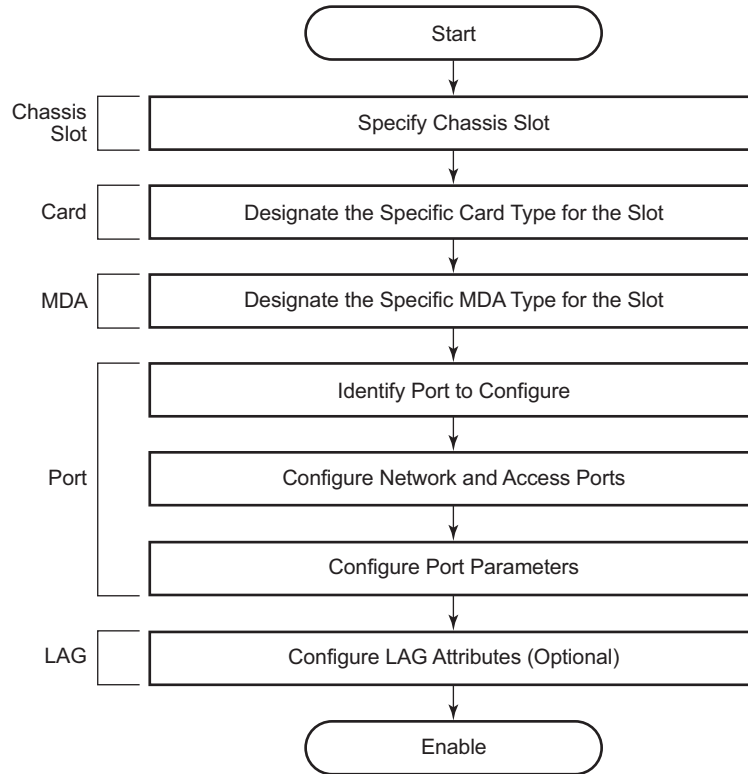 Start
Chassis
Slot
Specify Chassis Slot
Card
Designate the Specific Card Type for the Slot
MDA
Designate the Specific MDA Type for the Slot
Port
Identify Port to Configure
Configure Network and Access Ports
Configure Port Parameters
LAG
Configure LAG Attributes (Optional)
Enable